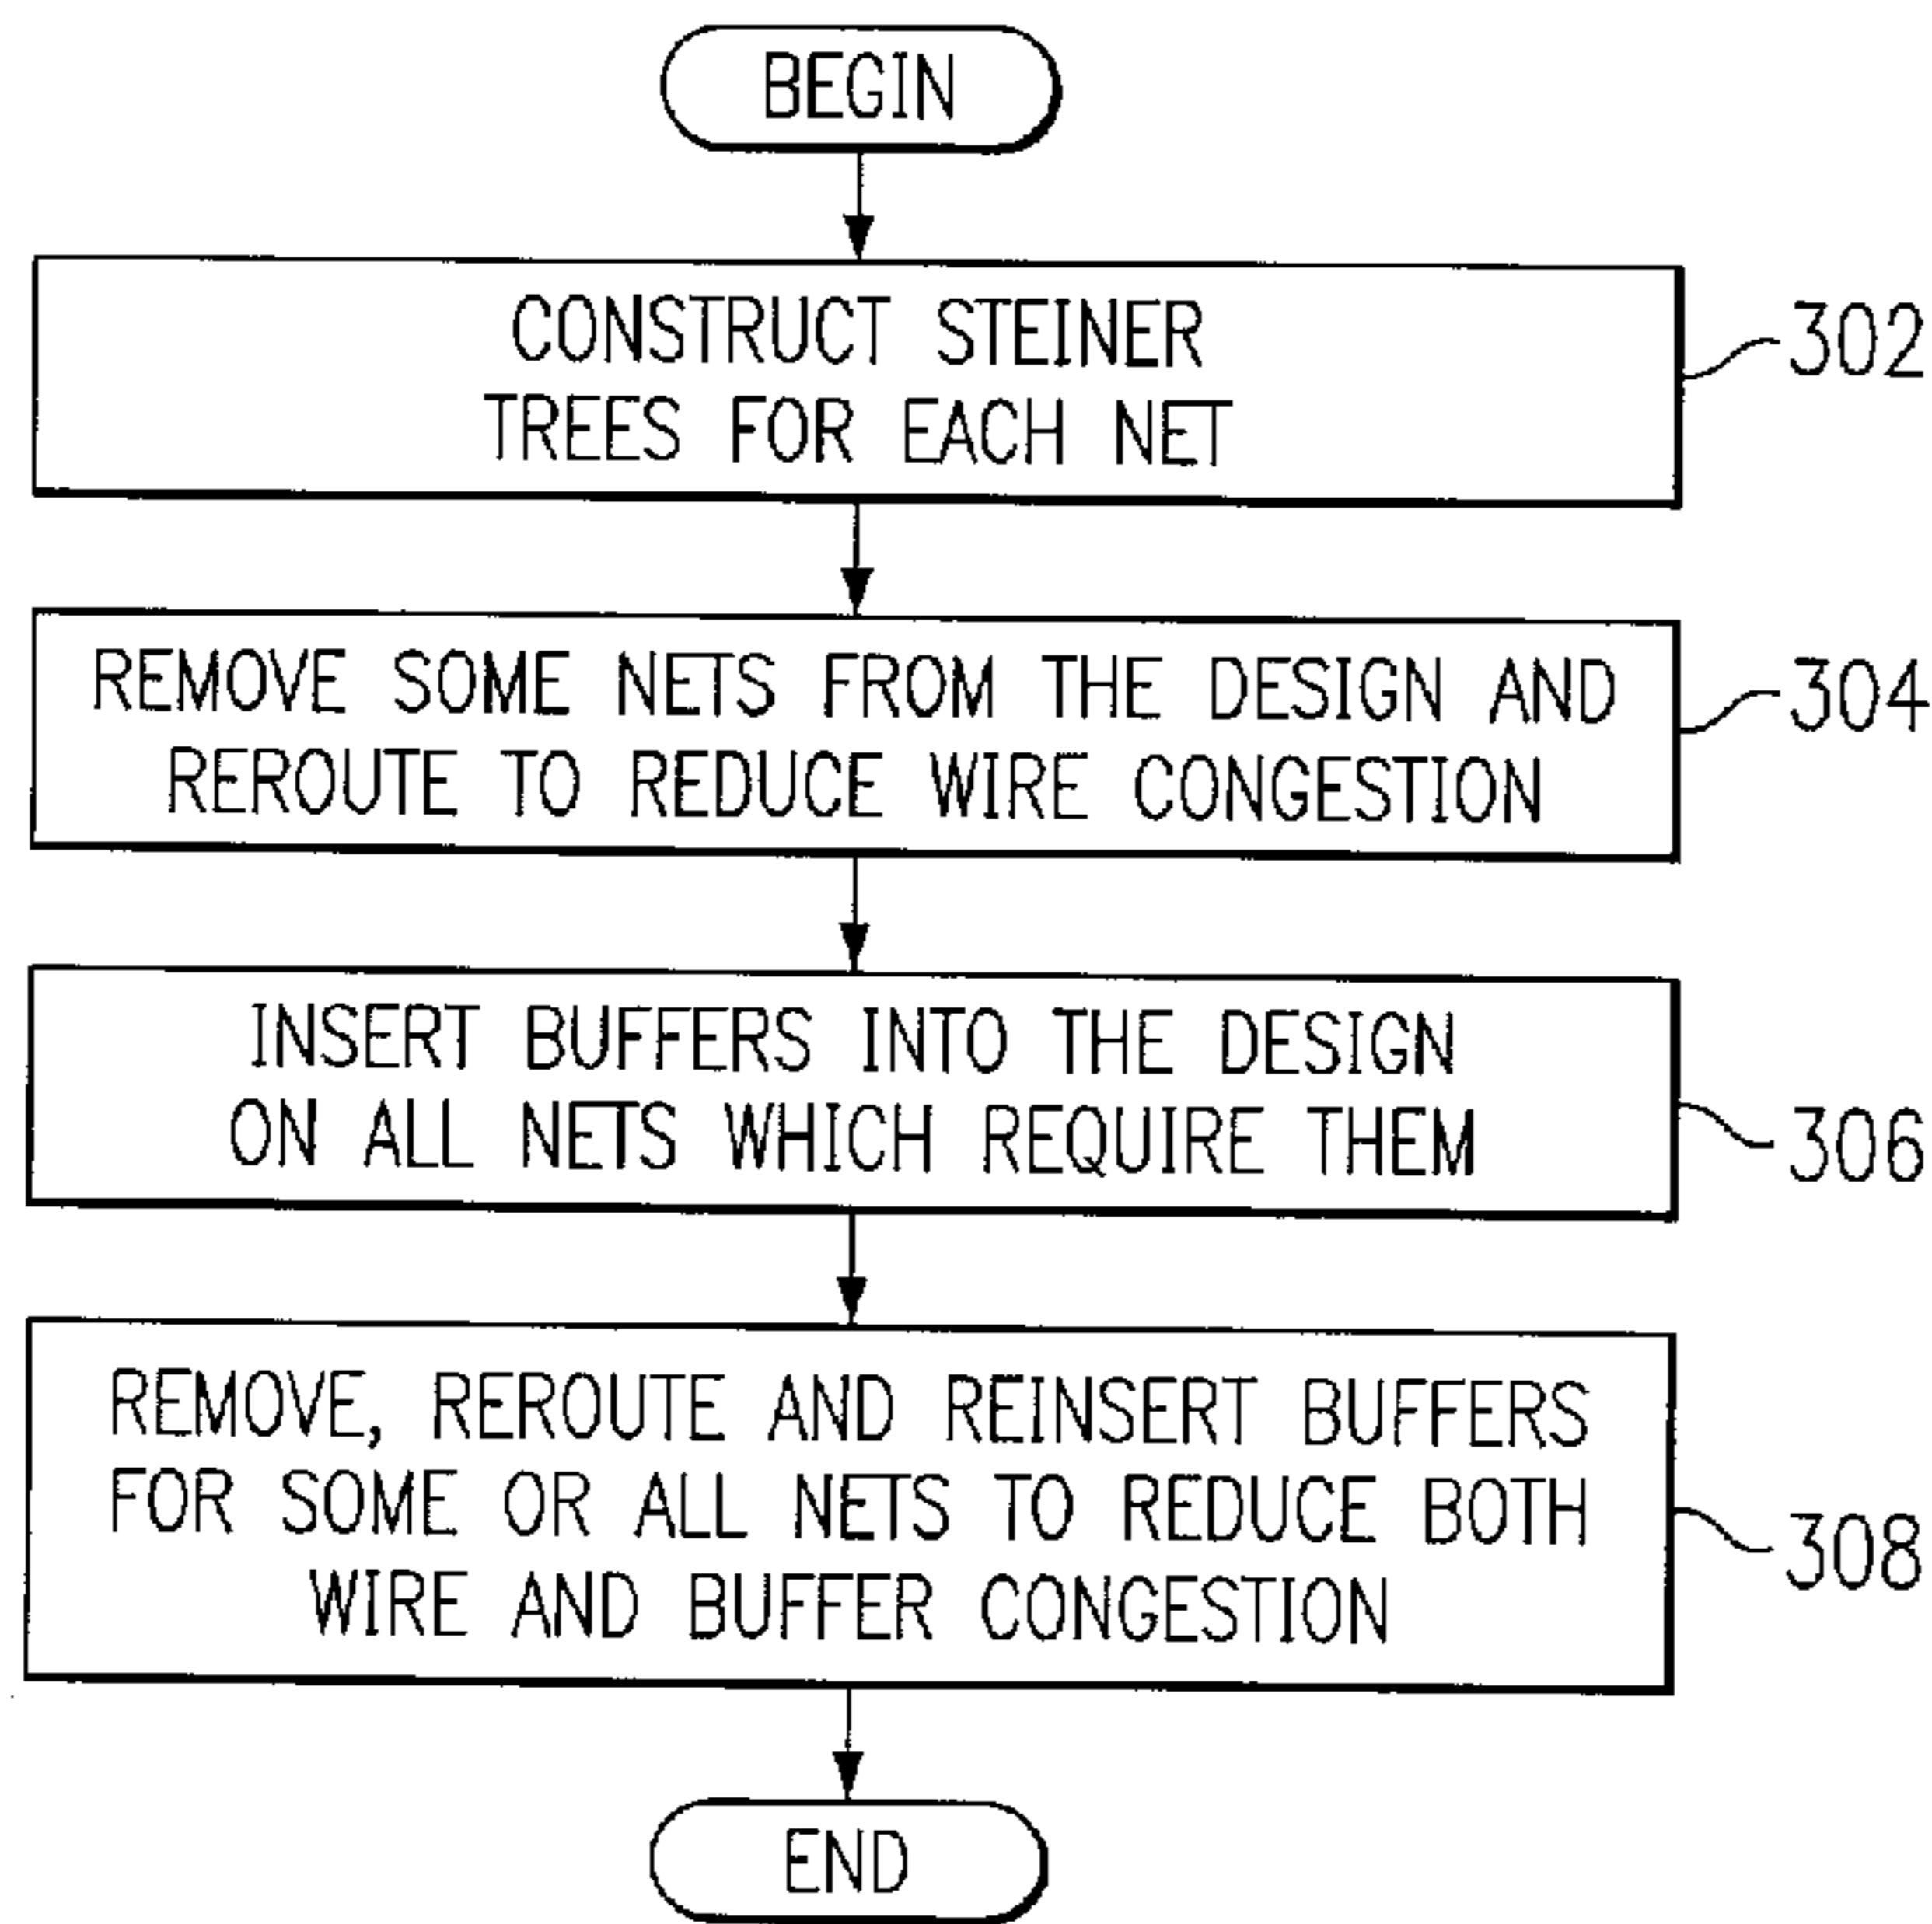 BEGIN
CONSTRUCT STEINER
TREES FOR EACH NET
302
REMOVE SOME NETS FROM THE DESIGN AND
REROUTE TO REDUCE WIRE CONGESTION
304
INSERT BUFFERS INTO THE DESIGN
ON ALL NETS WHICH REQUIRE THEM
306
REMOVE, REROUTE AND REINSERT BUFFERS
FOR SOME OR ALL NETS TO REDUCE BOTH
WIRE AND BUFFER CONGESTION
308
END